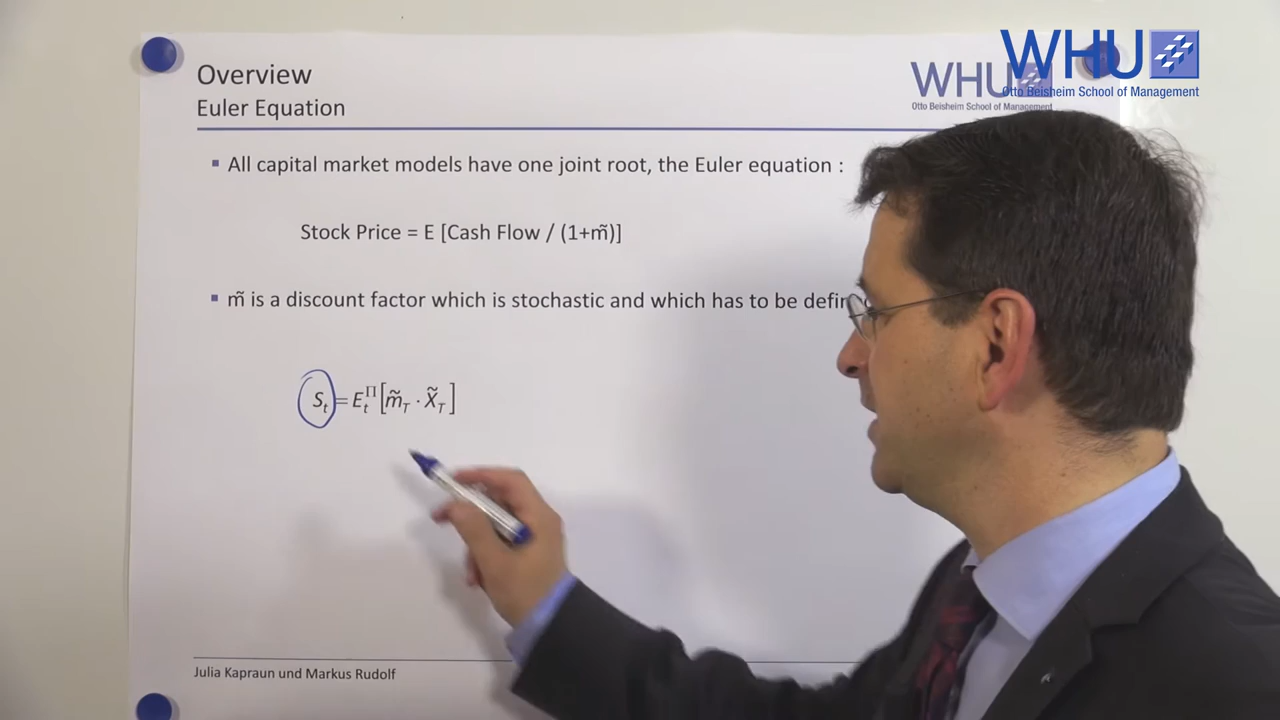 WHU
Otto Beisheim School of Management
Overview
Euler Equation
WHU
Otto Beisheim School of Management
▪ All capital market models have one joint root, the Euler equation :
Stock Price = E [Cash Flow / (1+m̃)]
▪ m̃ is a discount factor which is stochastic and which has to be
S_t = E_t^Π [m̃_T · X̃_T]
Julia Kapraun und Markus Rudolf